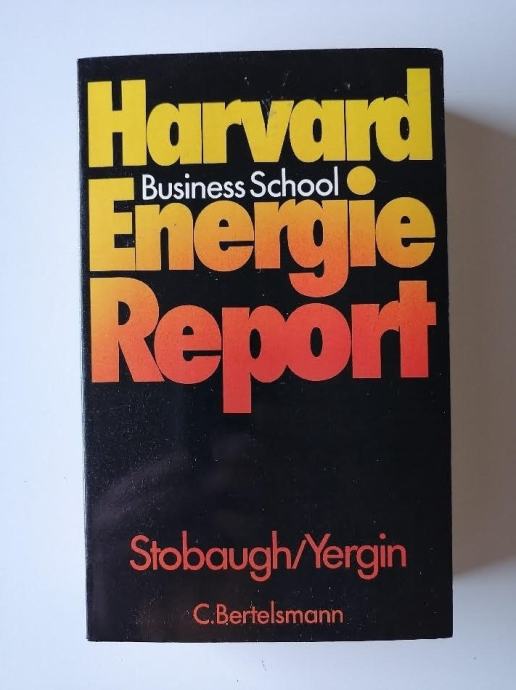 Harvard
Business School
Energie
Report
Stobaugh/Yergin
C.Bertelsmann